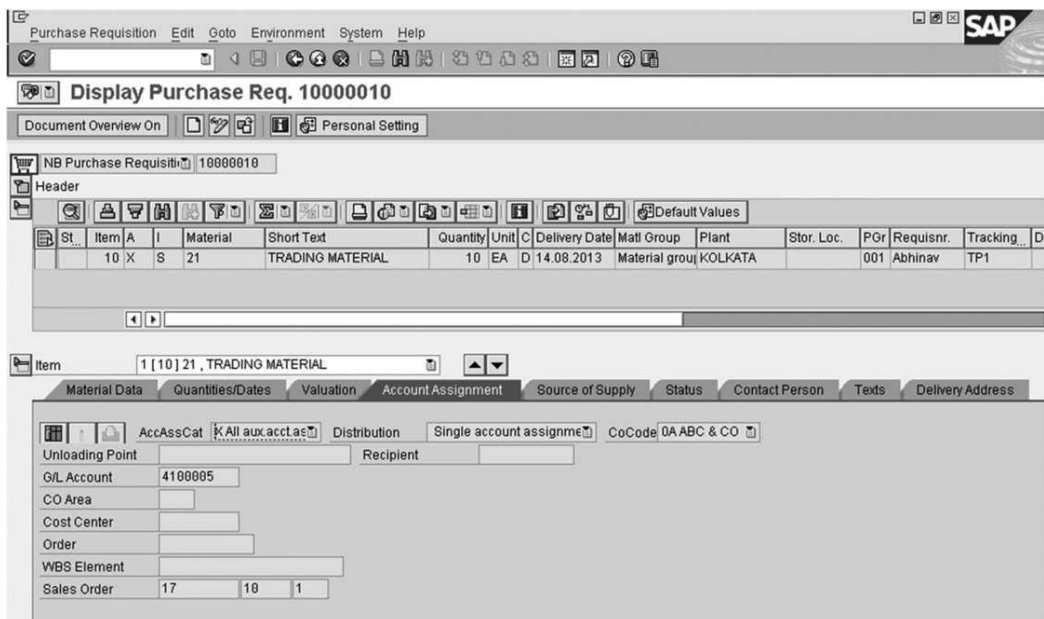 SAP
Purchase Requisition Edit Goto Environment System Help
Display Purchase Req. 10000010
Document Overview On Personal Setting
NB Purchase Requisiti 10000010
Header
Default Values
St... Item A I Material Short Text Quantity Unit C Delivery Date Matl Group Plant Stor. Loc. PGr Requisnr. Tracking... D
10 X S 21 TRADING MATERIAL 10 EA D 14.08.2013 Material group KOLKATA 001 Abhinav TP1
Item 1 [ 10 ] 21 , TRADING MATERIAL
Material Data Quantities/Dates Valuation Account Assignment Source of Supply Status Contact Person Texts Delivery Address
AccAssCat X All aux.acct.as Distribution Single account assignme CoCode 0A ABC & CO
Unloading Point Recipient
G/L Account 4100005
CO Area
Cost Center
Order
WBS Element
Sales Order 17 10 1